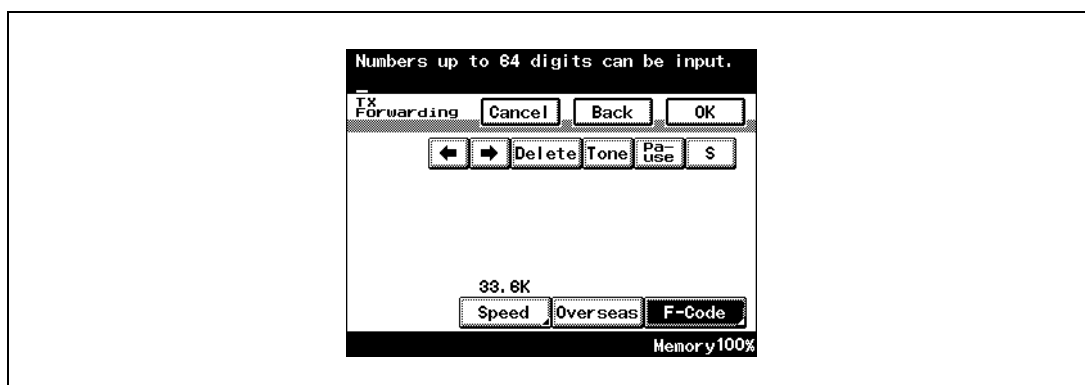 Numbers up to 64 digits can be input.
TX
Forwarding Cancel Back OK
← → Delete Tone Pa-
use S
33.6K
Speed Overseas F-Code
Memory100%